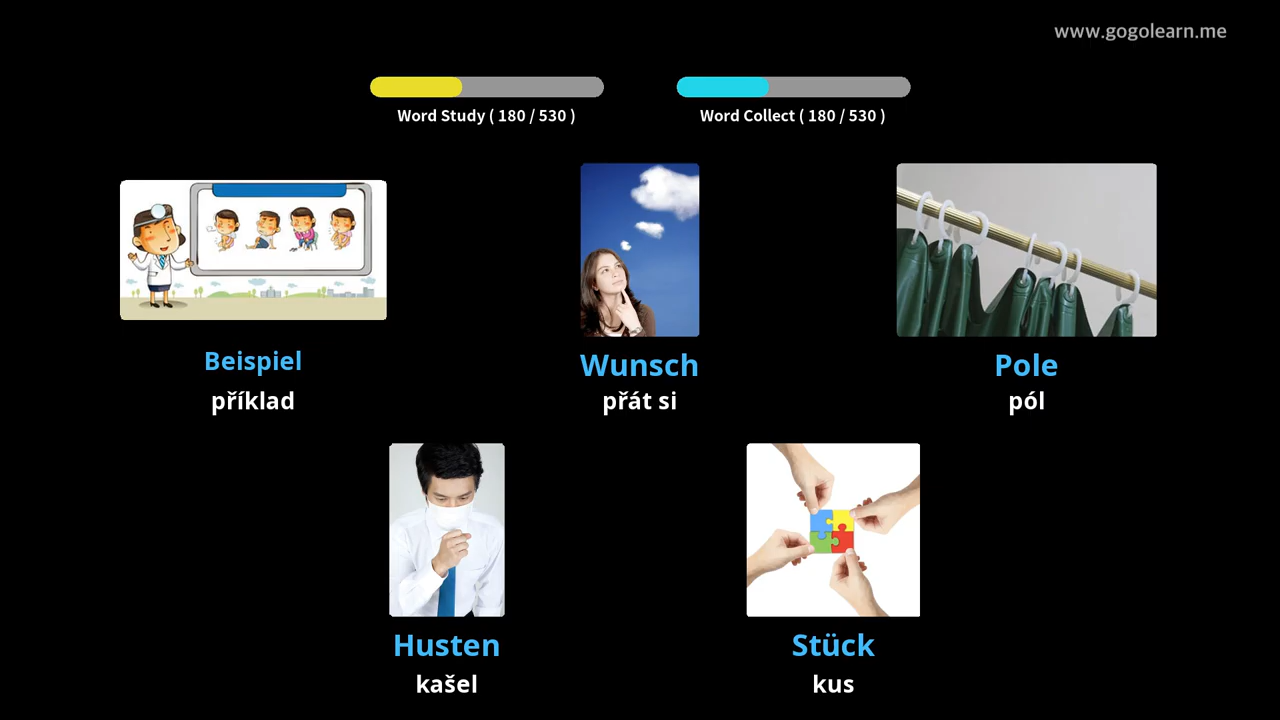 www.gogolearn.me
Word Study ( 180 / 530 )
Word Collect ( 180 / 530 )
Beispiel
příklad
Wunsch
přát si
Pole
pól
Husten
kašel
Stück
kus